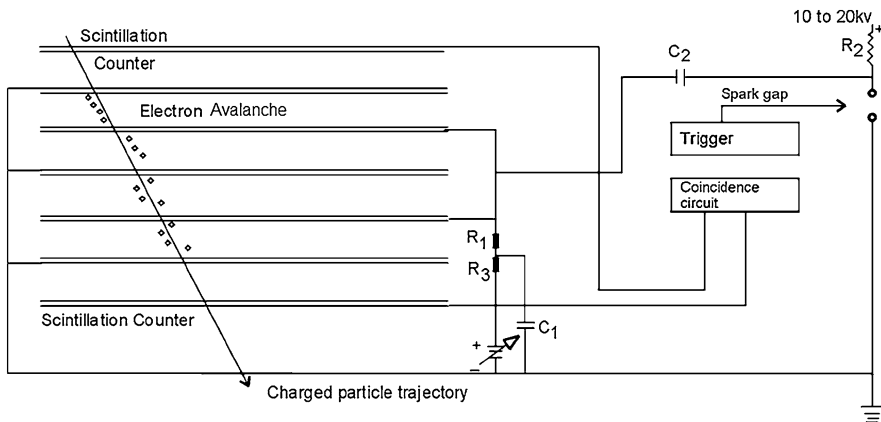 10 to 20kv
+
Scintillation
Counter
R2
C2
Spark gap
Electron Avalanche
Trigger
Coincidence
circuit
R1
R3
Scintillation Counter
C1
+
–
Charged particle trajectory